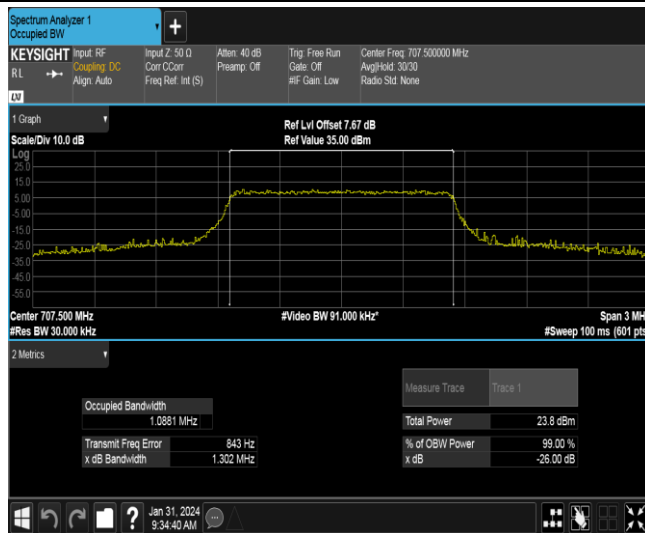 Spectrum Analyzer 1
Occupied BW
+
KEYSIGHT
RL
Input: RF
Coupling: DC
Align: Auto
Input Z: 50 Ω
Corr CCorr
Freq Ref: Int (S)
Atten: 40 dB
Preamp: Off
Trig: Free Run
Gate: Off
#IF Gain: Low
Center Freq: 707.500000 MHz
Avg|Hold: 30/30
Radio Std: None
1 Graph
Scale/Div 10.0 dB
Ref Lvl Offset 7.67 dB
Ref Value 35.00 dBm
Log
25.0
15.0
5.00
-5.00
-15.0
-25.0
-35.0
-45.0
-55.0
Center 707.500 MHz
#Video BW 91.000 kHz*
Span 3 MH
#Res BW 30.000 kHz
#Sweep 100 ms (601 pts
2 Metrics
Measure Trace Trace 1
Occupied Bandwidth
1.0881 MHz
Total Power 23.8 dBm
Transmit Freq Error 843 Hz
% of OBW Power 99.00 %
x dB Bandwidth 1.302 MHz
x dB -26.00 dB
?
Jan 31, 2024
9:34:40 AM